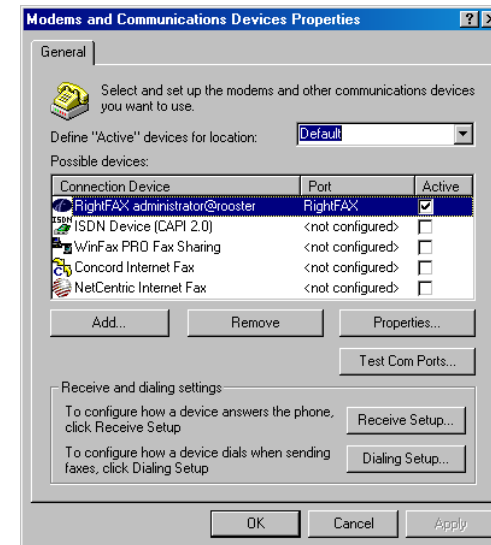 Modems and Communications Devices Properties
General
Select and set up the modems and other communications devices
you want to use.
Define "Active" devices for location:
Default
Possible devices:
Connection Device Port Active
RightFAX administrator@rooster RightFAX
ISDN ISDN Device (CAPI 2.0) <not configured>
WinFax PRO Fax Sharing <not configured>
Concord Internet Fax <not configured>
NetCentric Internet Fax <not configured>
Add... Remove Properties...
Test Com Ports...
Receive and dialing settings
To configure how a device answers the phone,
click Receive Setup
Receive Setup...
To configure how a device dials when sending
faxes, click Dialing Setup
Dialing Setup...
OK Cancel Apply